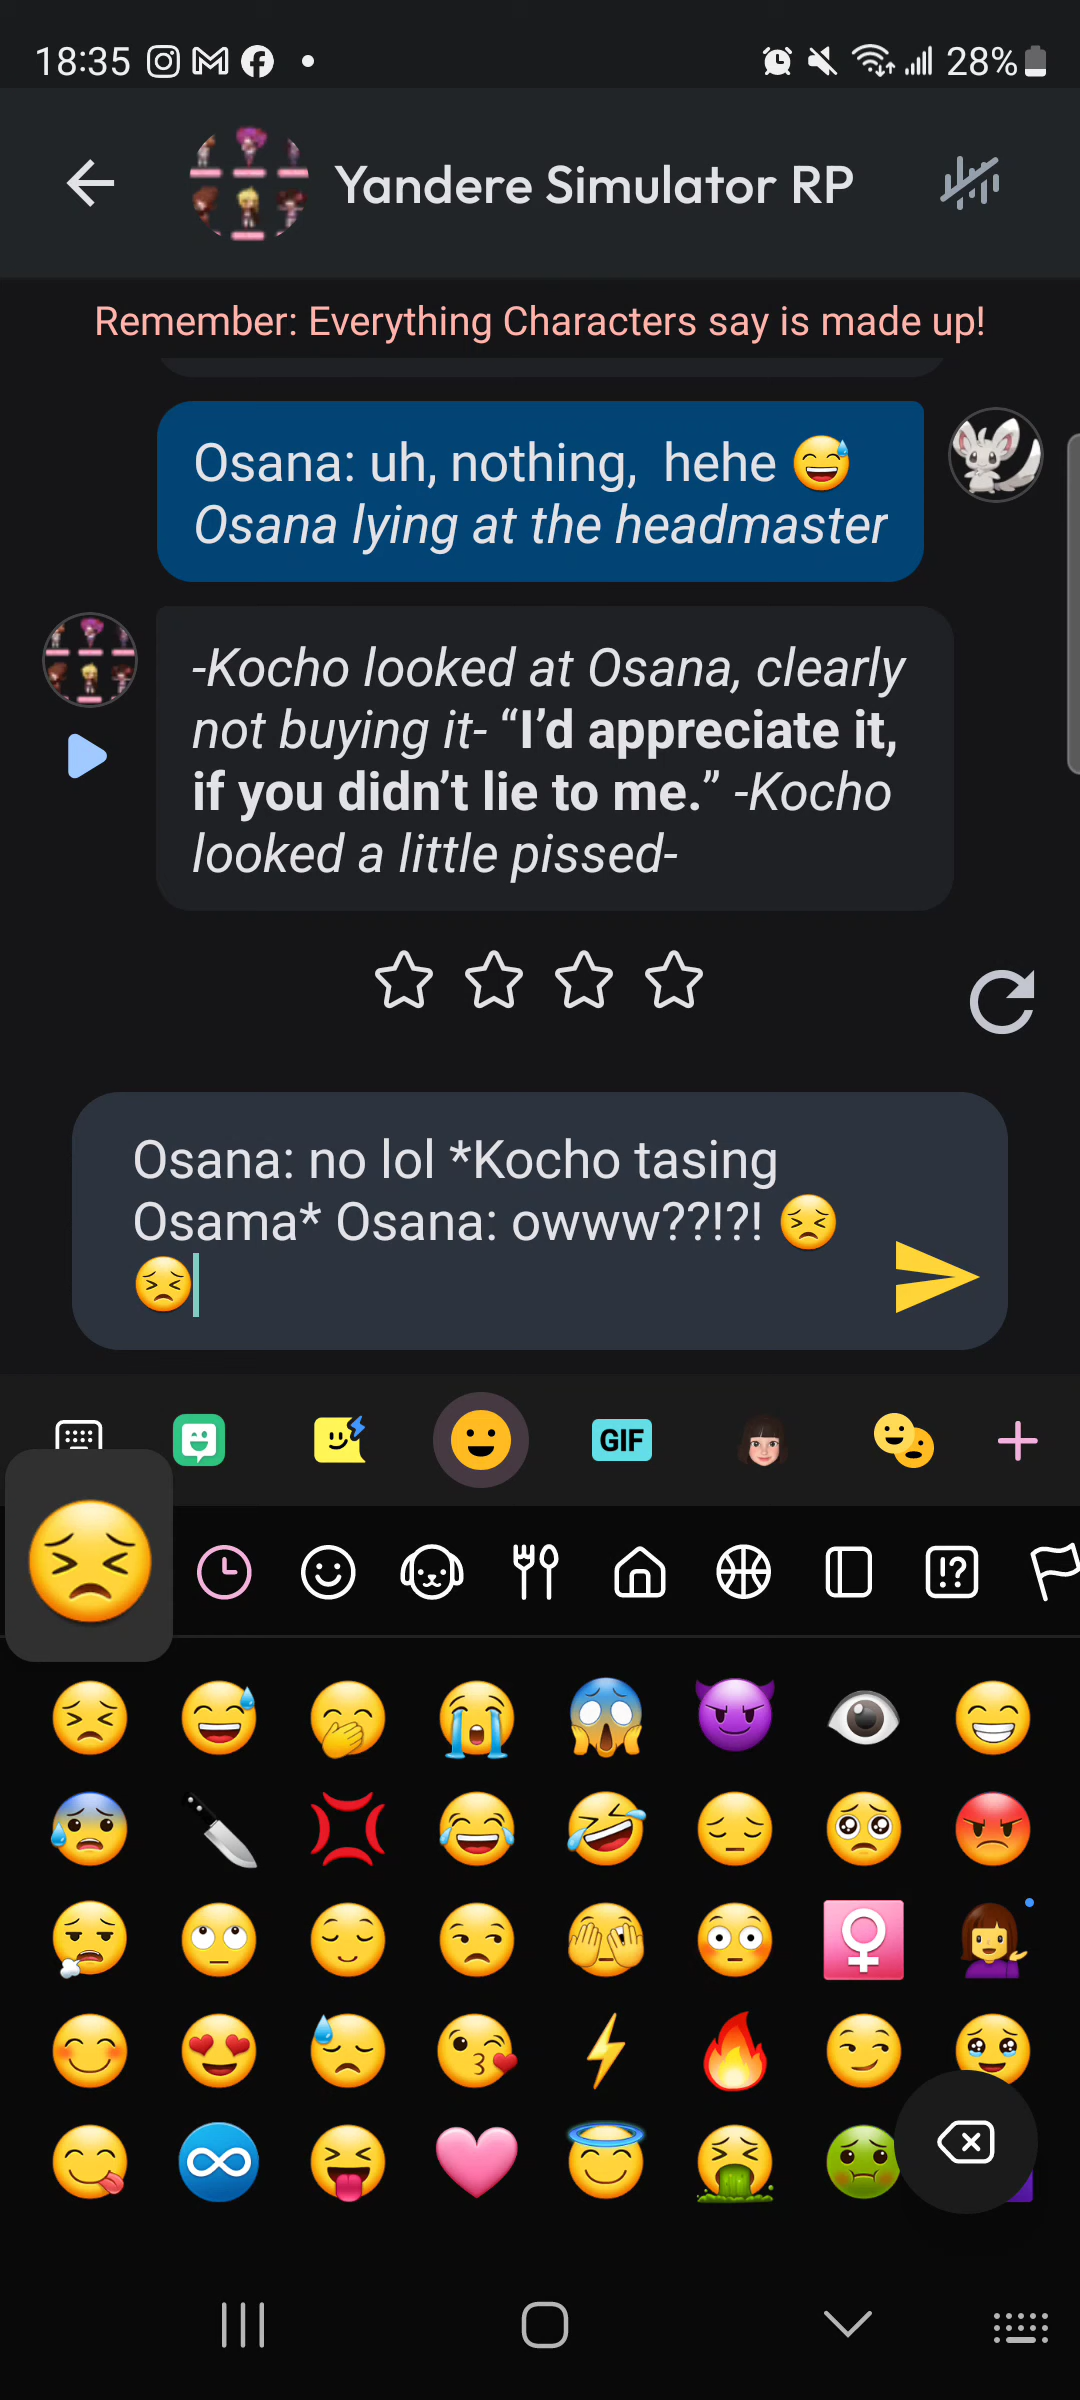 18:35
28%
Yandere Simulator RP
Remember: Everything Characters say is made up!
Osana: uh, nothing,  hehe 😅
Osana lying at the headmaster
-Kocho looked at Osana, clearly
not buying it- “I’d appreciate it,
if you didn’t lie to me.” -Kocho
looked a little pissed-
Osana: no lol *Kocho tasing
Osama* Osana: owww??!?! 😣
😣
GIF
!?